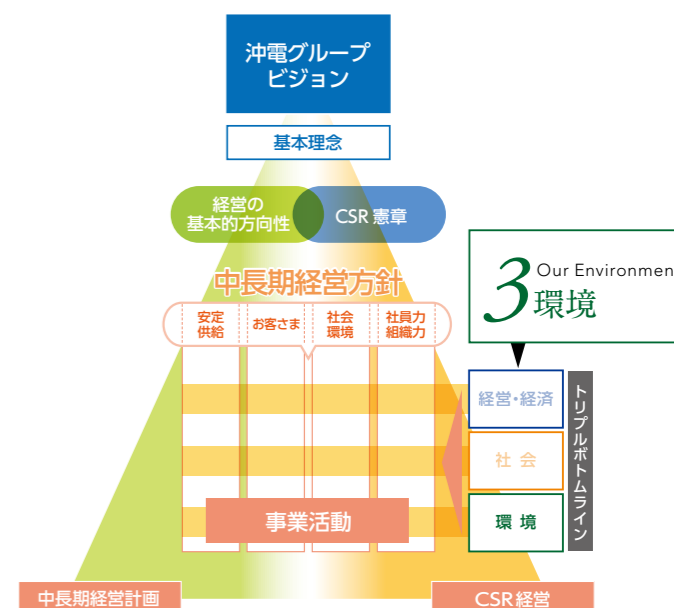 沖電グループ
ビジョン
基本理念
経営の
基本的方向性
CSR 憲章
中長期経営方針
安定
供給
お客さま
社会
環境
社員力
組織力
3 Our Environmen
環境
経営・経済
社 会
環 境
トリプルボトムライン
事業活動
中長期経営計画
CSR経営